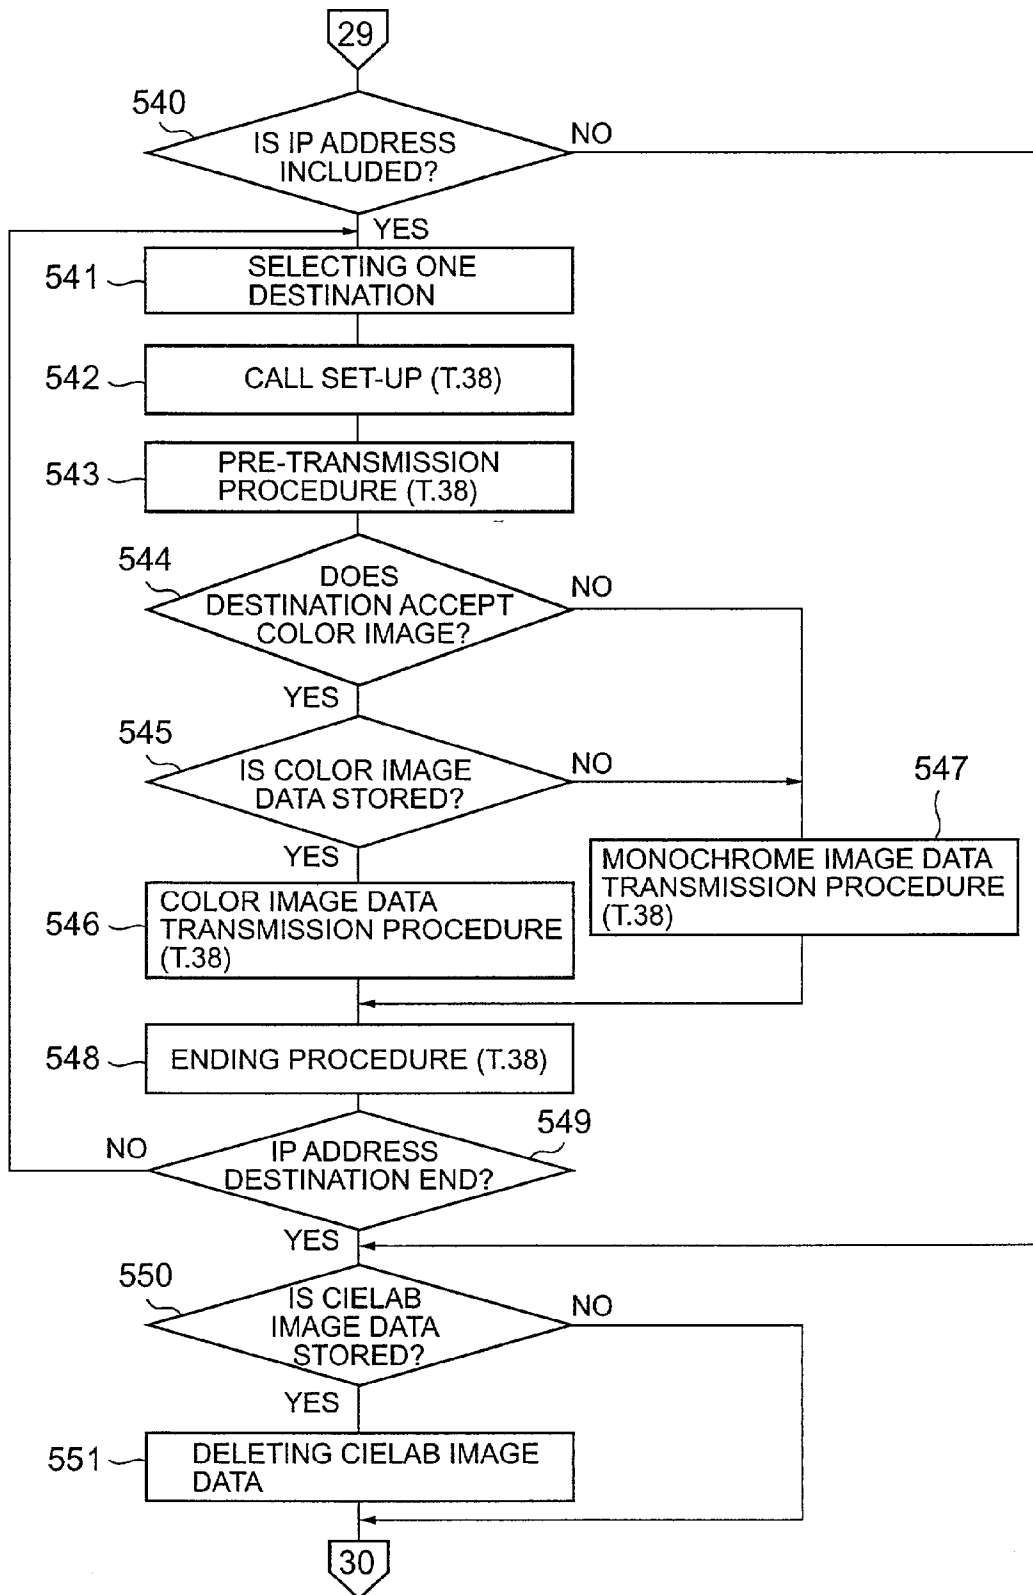 29
540
IS IP ADDRESS
INCLUDED?
NO
YES
541
SELECTING ONE
DESTINATION
542
CALL SET-UP (T.38)
543
PRE-TRANSMISSION
PROCEDURE (T.38)
544
DOES
DESTINATION ACCEPT
COLOR IMAGE?
NO
YES
545
IS COLOR IMAGE
DATA STORED?
NO
YES
547
MONOCHROME IMAGE DATA
TRANSMISSION PROCEDURE
(T.38)
546
COLOR IMAGE DATA
TRANSMISSION PROCEDURE
(T.38)
548
ENDING PROCEDURE (T.38)
549
NO
IP ADDRESS
DESTINATION END?
YES
550
IS CIELAB
IMAGE DATA
STORED?
NO
YES
551
DELETING CIELAB IMAGE
DATA
30